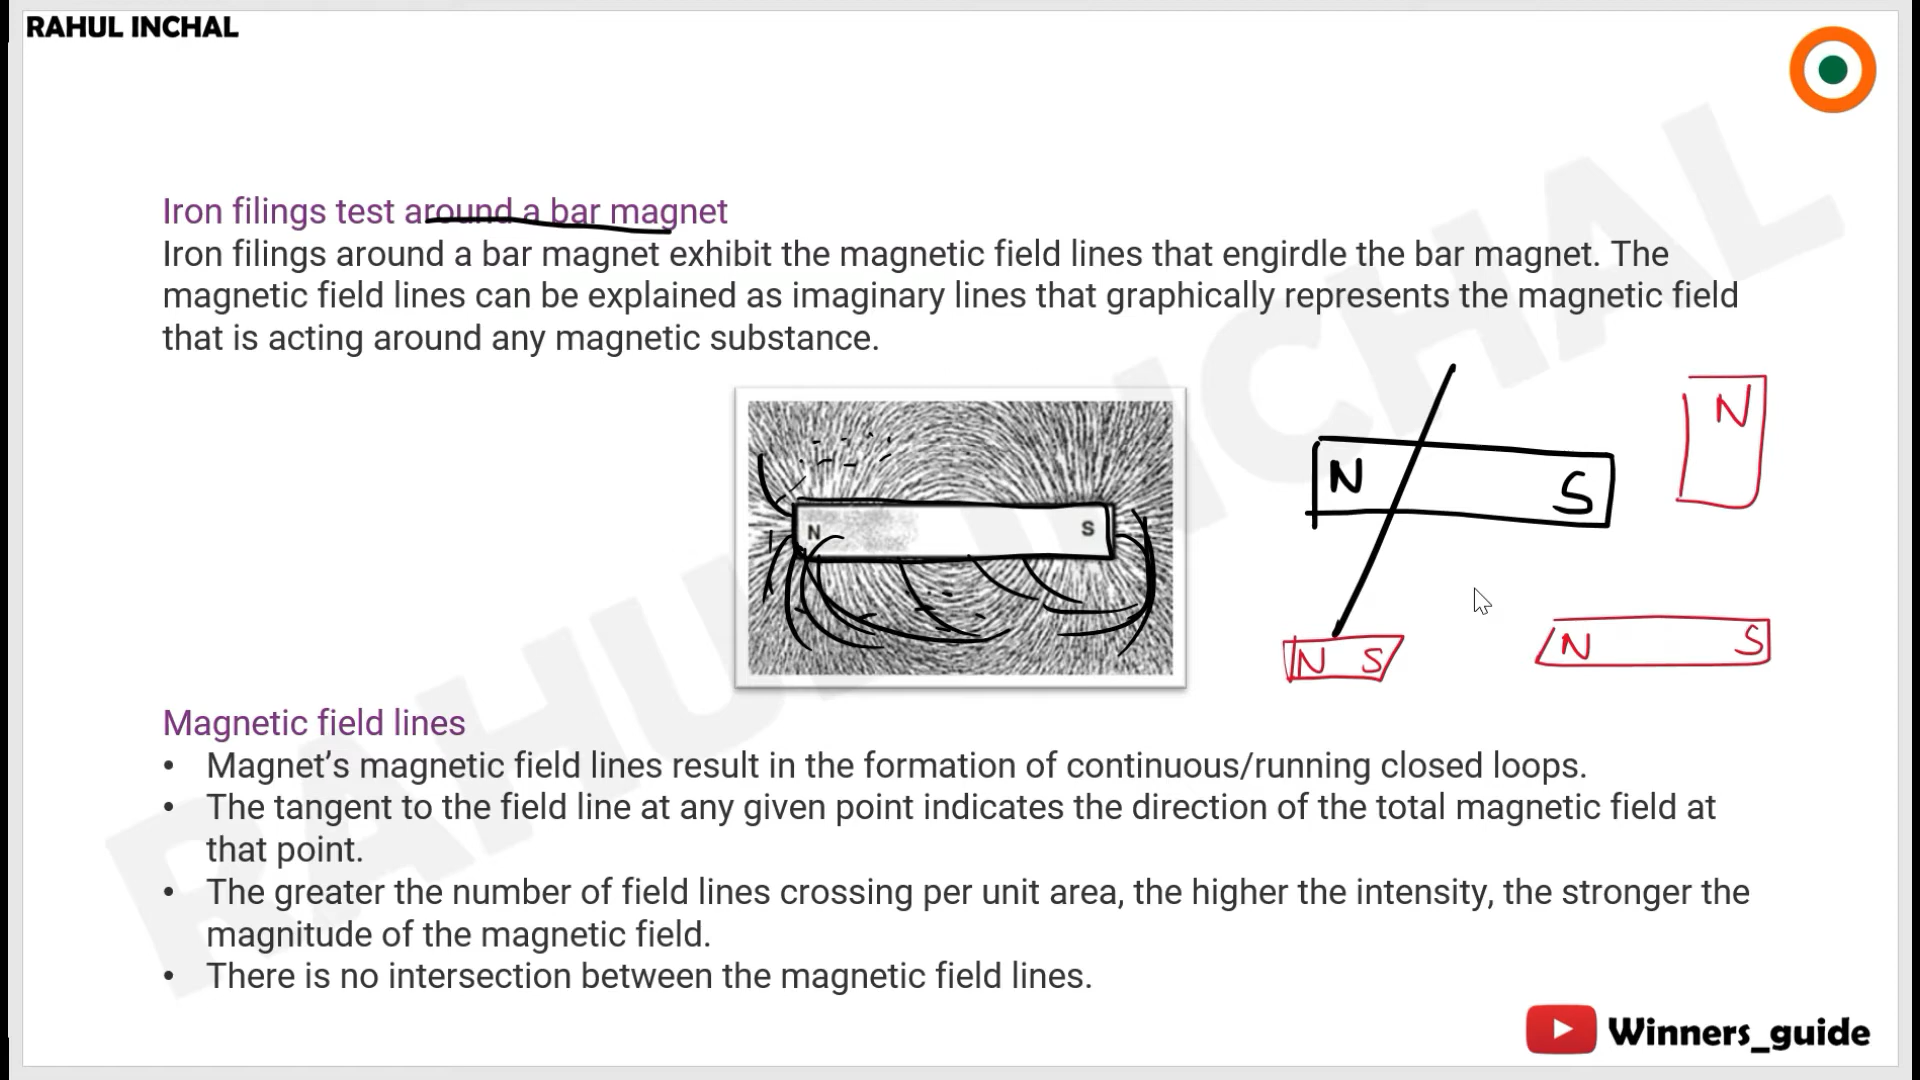 RAHUL INCHAL
Iron filings test around a bar magnet
Iron filings around a bar magnet exhibit the magnetic field lines that engirdle the bar magnet. The
magnetic field lines can be explained as imaginary lines that graphically represents the magnetic field
that is acting around any magnetic substance.
N S
N S
N
N S
N S
Magnetic field lines
• Magnet’s magnetic field lines result in the formation of continuous/running closed loops.
• The tangent to the field line at any given point indicates the direction of the total magnetic field at
that point.
• The greater the number of field lines crossing per unit area, the higher the intensity, the stronger the
magnitude of the magnetic field.
• There is no intersection between the magnetic field lines.
Winners_guide
RAHUL INCHAL